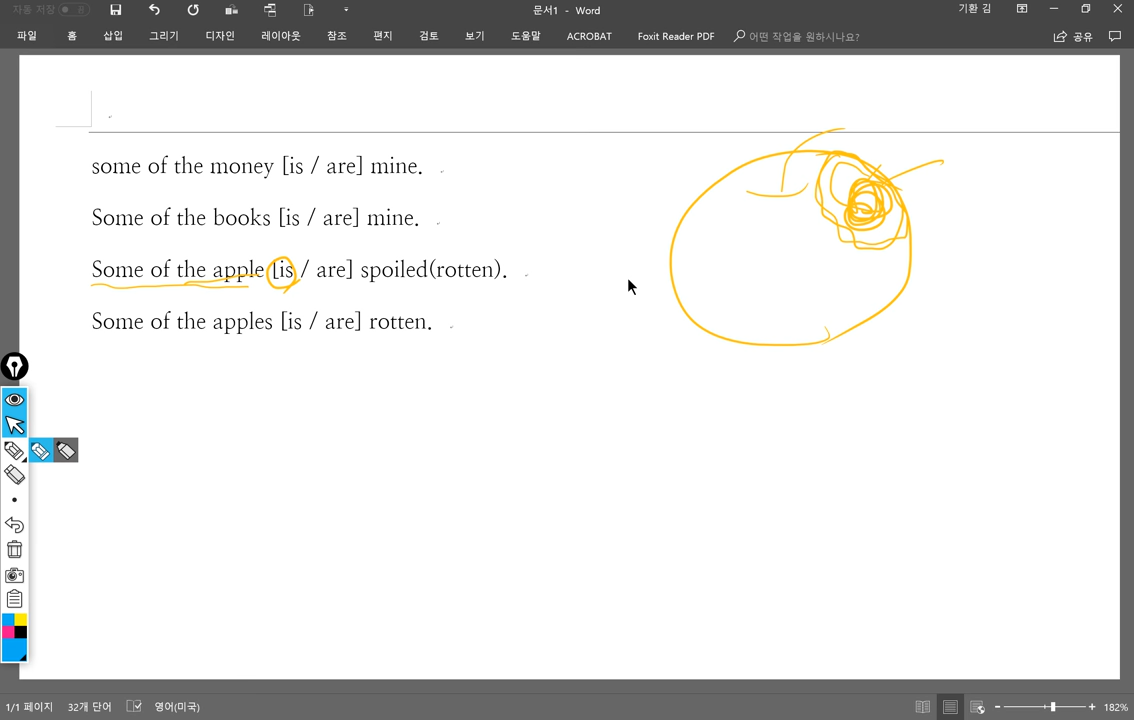 자동 저장
문서1 - Word
기환 김
파일 홈 삽입 그리기 디자인 레이아웃 참조 편지 검토 보기 도움말 ACROBAT Foxit Reader PDF 어떤 작업을 원하시나요? 공유
some of the money [is / are] mine.
Some of the books [is / are] mine.
Some of the apple [is / are] spoiled(rotten).
Some of the apples [is / are] rotten.
1/1 페이지 32개 단어 영어(미국) 182%